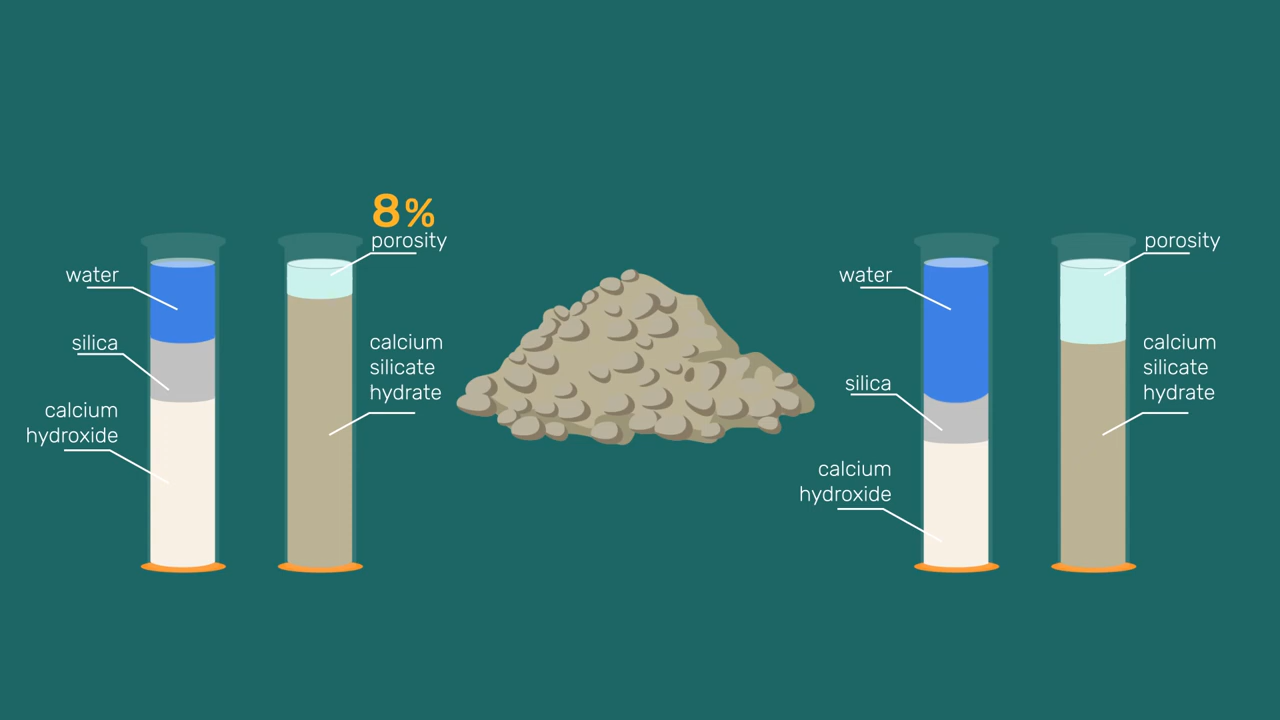 8%
porosity
water
silica
calcium
hydroxide
calcium
silicate
hydrate
water
silica
calcium
hydroxide
porosity
calcium
silicate
hydrate